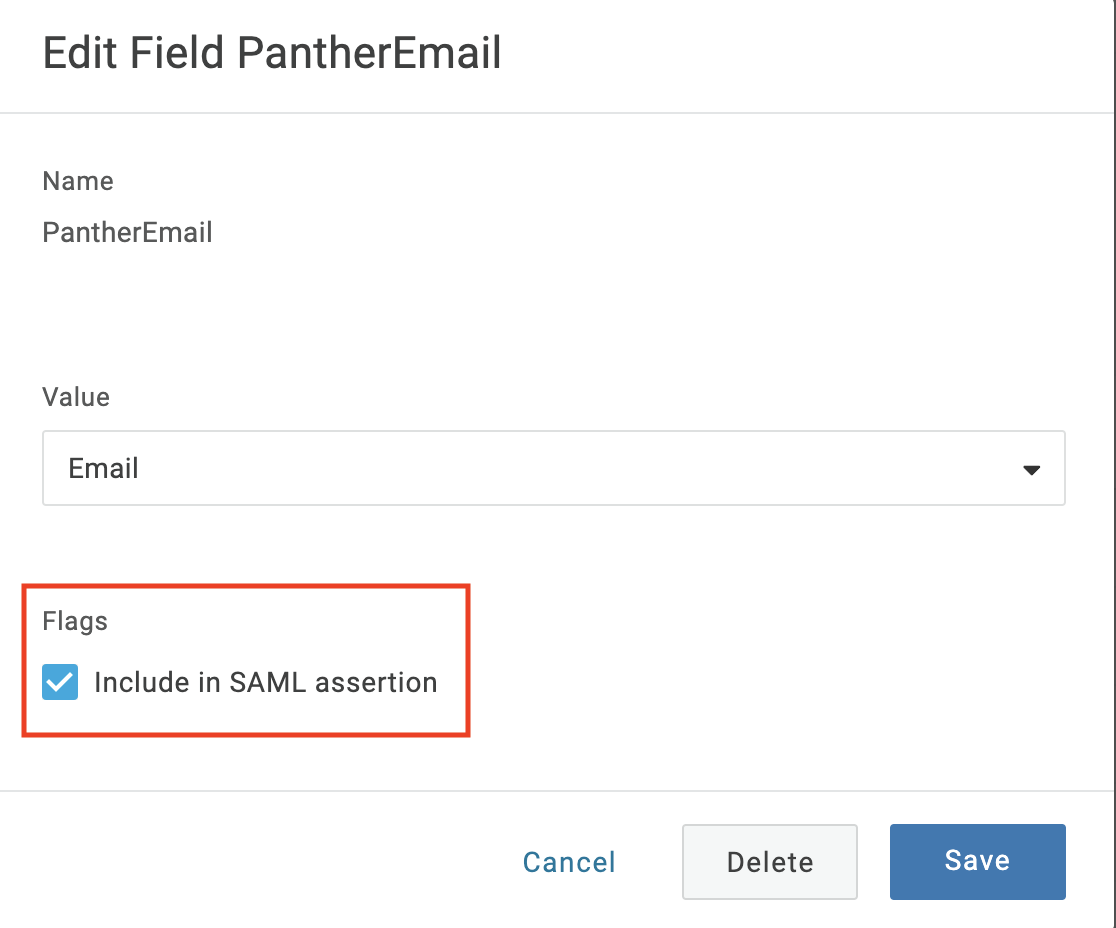 Edit Field PantherEmail
Name
PantherEmail
Value
Email
Flags
Include in SAML assertion
Cancel
Delete
Save